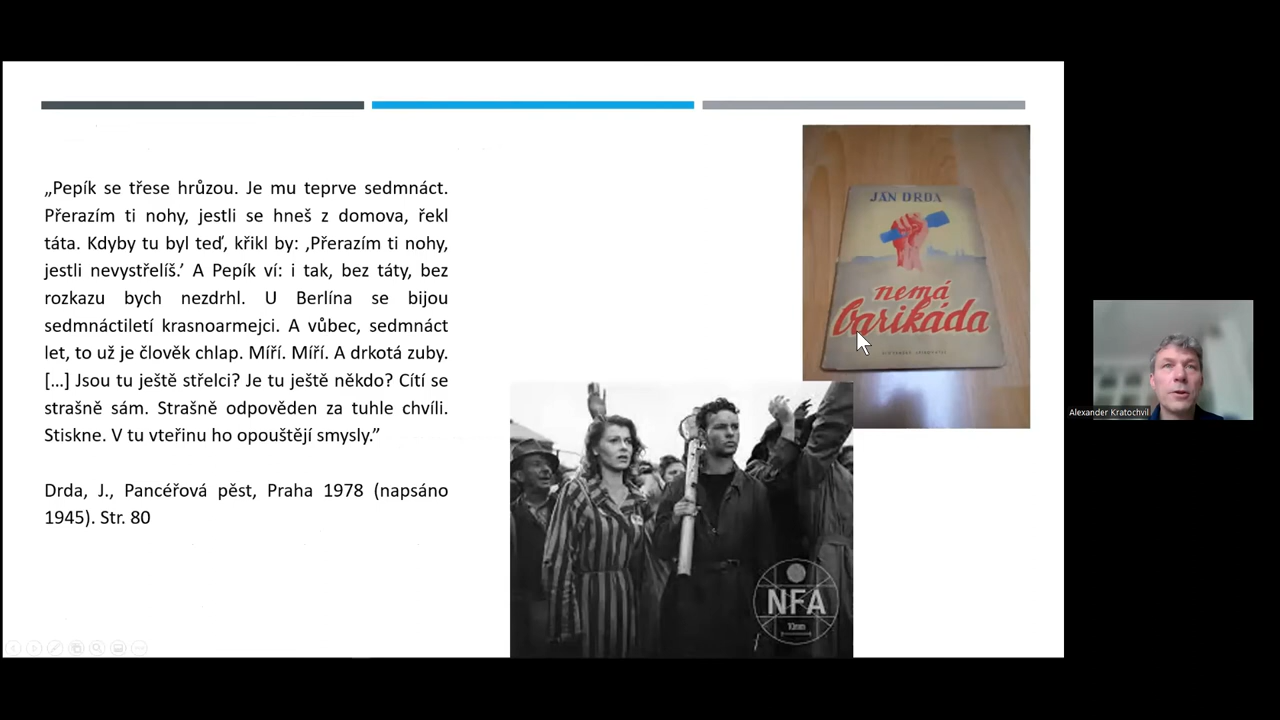 „Pepík se třese hrůzou. Je mu teprve sedmnáct.
Přerazím ti nohy, jestli se hneš z domova, řekl
táta. Kdyby tu byl teď, křikl by: ‚Přerazím ti nohy,
jestli nevystřelíš.’ A Pepík ví: i tak, bez táty, bez
rozkazu bych nezdrhl. U Berlína se bijou
sedmnáctiletí krasnoarmejci. A vůbec, sedmnáct
let, to už je člověk chlap. Míří. Míří. A drkotá zuby.
[…] Jsou tu ještě střelci? Je tu ještě někdo? Cítí se
strašně sám. Strašně odpověden za tuhle chvíli.
Stiskne. V tu vteřinu ho opouštějí smysly.”
Drda, J., Pancéřová pěst, Praha 1978 (napsáno
1945). Str. 80
JAN DRDA
nemá
barikáda
NFA
Alexander Kratochvil